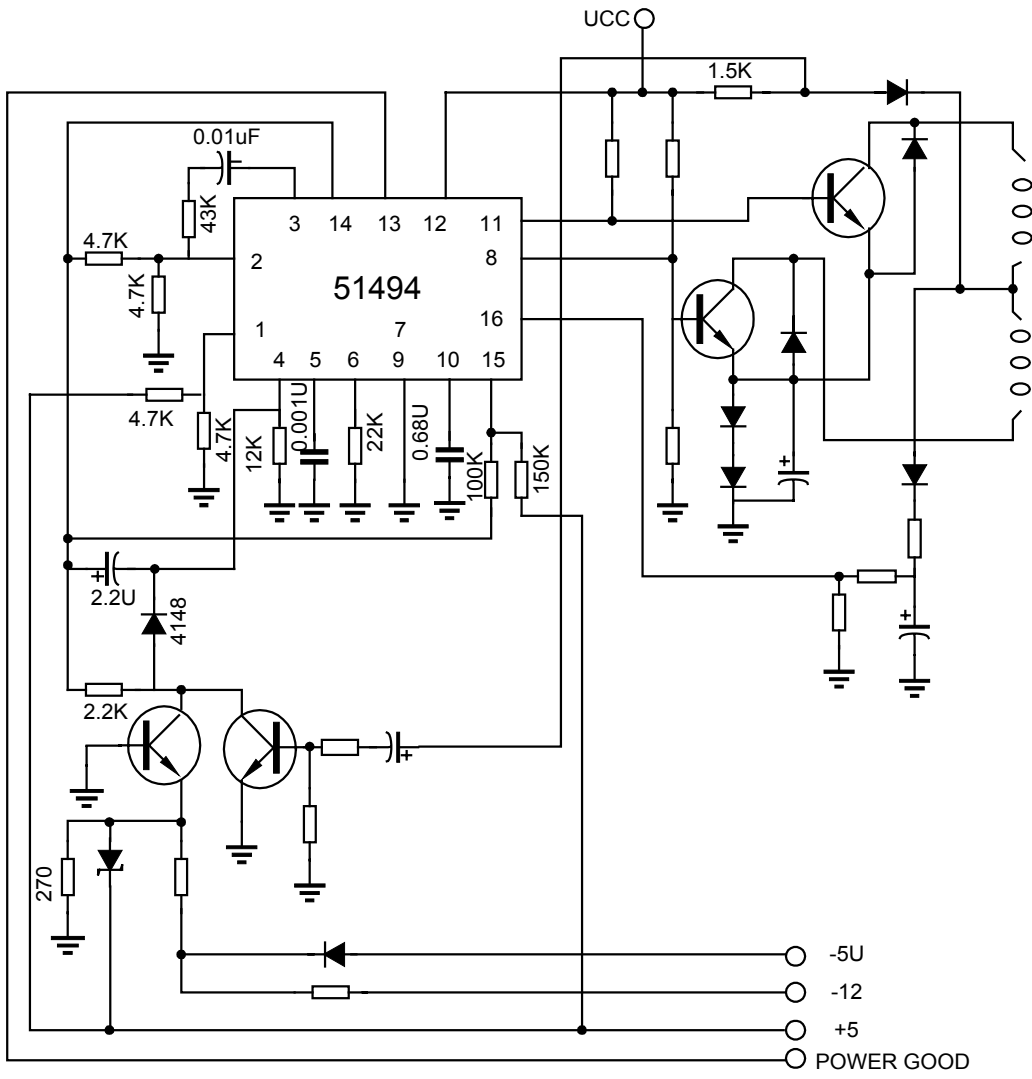 UCC
1.5K
0.01uF
43K
3
14
13
12
11
4.7K
2
8
4.7K
51494
1
7
16
4
5
6
9
10
15
4.7K
4.7K
12K
0.001U
22K
0.68U
100K
150K
+
+
2.2U
+
4148
2.2K
+
270
-5U
-12
+5
POWER GOOD